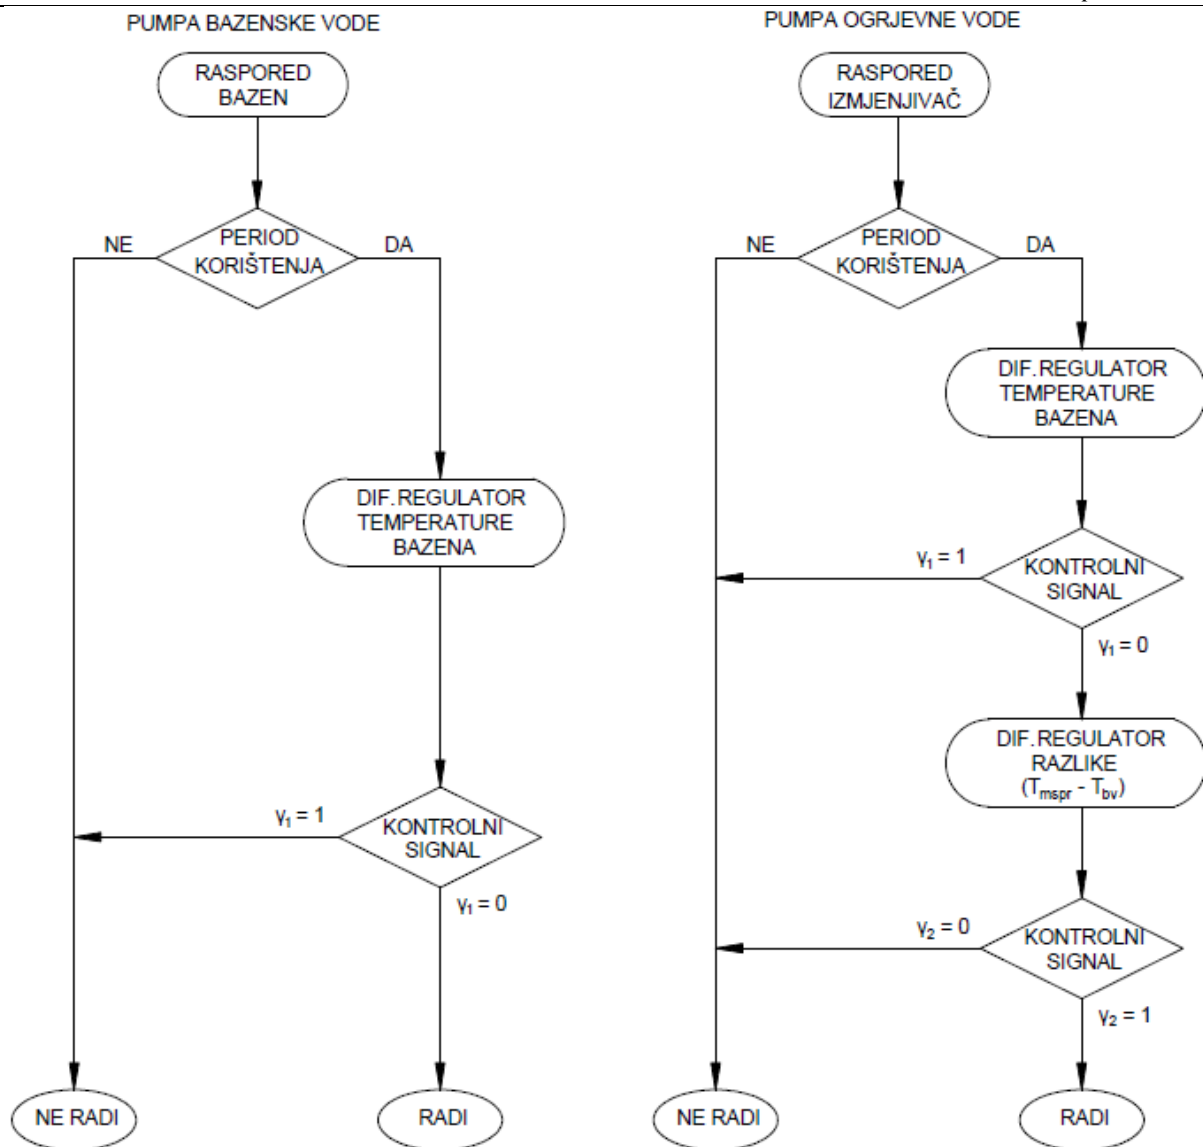 PUMPA BAZENSKE VODE
RASPORED
BAZEN
PERIOD
KORIŠTENJA
NE
DA
DIF.REGULATOR
TEMPERATURE
BAZENA
KONTROLNI
SIGNAL
γ₁ = 1
γ₁ = 0
NE RADI
RADI
PUMPA OGRJEVNE VODE
RASPORED
IZMJENJIVAČ
PERIOD
KORIŠTENJA
NE
DA
DIF.REGULATOR
TEMPERATURE
BAZENA
KONTROLNI
SIGNAL
γ₁ = 1
γ₁ = 0
DIF.REGULATOR
RAZLIKE
(Tmspr - Tbv)
KONTROLNI
SIGNAL
γ₂ = 0
γ₂ = 1
NE RADI
RADI